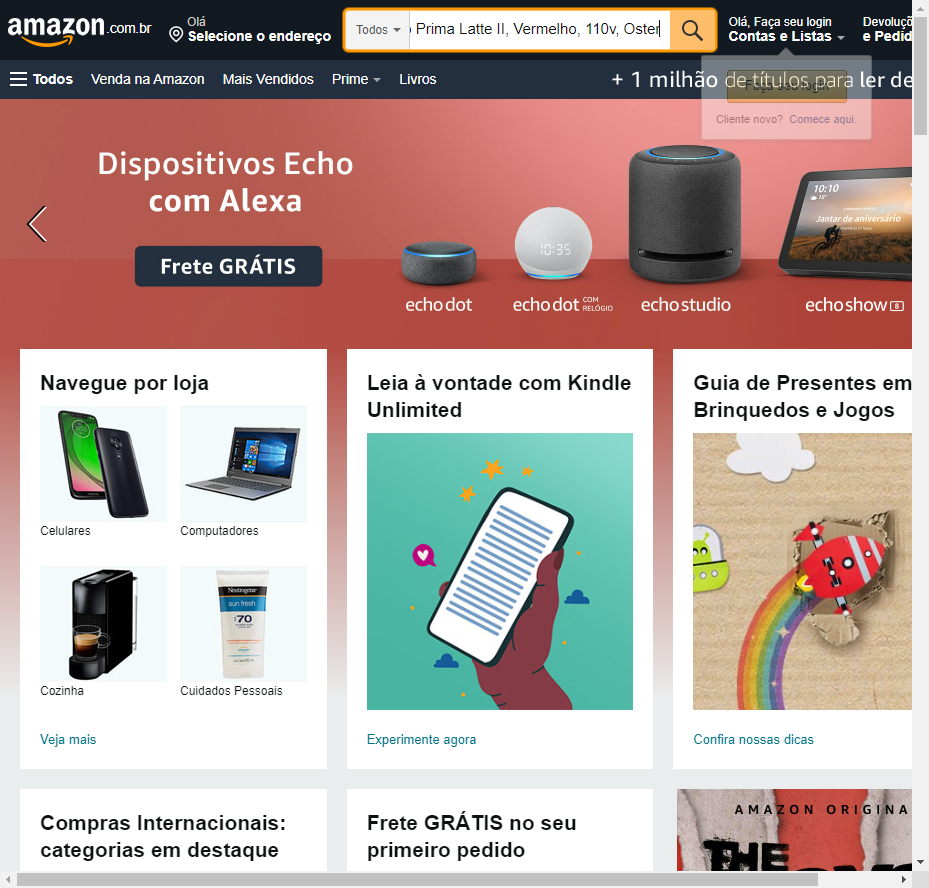 amazon.com.br
Olá
Selecione o endereço
Todos
Prima Latte II, Vermelho, 110v, Oster
Olá, Faça seu login
Contas e Listas
Devoluçõ
e Pedid
Todos
Venda na Amazon
Mais Vendidos
Prime
Livros
+ 1 milhão de títulos para ler de
Faça seu login
Cliente novo? Comece aqui.
Dispositivos Echo
com Alexa
Frete GRÁTIS
10:35
10:10
Jantar de aniversário
echo dot
echo dot COM RELÓGIO
echo studio
echo show 8
Navegue por loja
Celulares
Computadores
Neutrogena
sun fresh
70
Cozinha
Cuidados Pessoais
Veja mais
Leia à vontade com Kindle
Unlimited
Experimente agora
Guia de Presentes em
Brinquedos e Jogos
Confira nossas dicas
Compras Internacionais:
categorias em destaque
Frete GRÁTIS no seu
primeiro pedido
AMAZON ORIGINA
THE